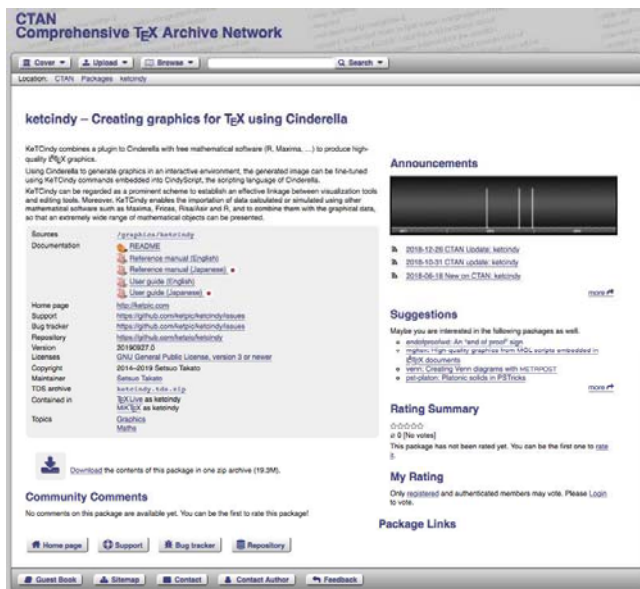 CTAN
Comprehensive TEX Archive Network
Cover
Upload
Browse
Search
Location: CTAN Packages ketcindy
ketcindy – Creating graphics for TEX using Cinderella
KeTCindy combines a plugin to Cinderella with free mathematical software (R, Maxima, ...) to produce high-
quality LATEX graphics.
Using Cinderella to generate graphics in an interactive environment, the generated image can be fine-tuned
using KeTCindy commands embedded into CindyScript, the scripting language of Cinderella.
KeTCindy can be regarded as a prominent scheme to establish an effective linkage between visualization tools
and editing tools. Moreover, KeTCindy enables the importation of data calculated or simulated using other
mathematical software such as Maxima, Fricas, Risa/Asir and R, and to combine them with the graphical data,
so that an extremely wide range of mathematical objects can be presented.
Sources /graphics/ketcindy
Documentation README
Reference manual (English)
Reference manual (Japanese)
User guide (English)
User guide (Japanese)
Home page http://ketpic.com
Support https://github.com/ketpic/ketcindy/issues
Bug tracker https://github.com/ketpic/ketcindy/issues
Repository https://github.com/ketpic/ketcindy
Version 20190927.0
Licenses GNU General Public License, version 3 or newer
Copyright 2014–2019 Setsuo Takato
Maintainer Setsuo Takato
TDS archive ketcindy.tds.zip
Contained in TEX Live as ketcindy
MiKTEX as ketcindy
Topics Graphics
Maths
Download the contents of this package in one zip archive (19.3M).
Community Comments
No comments on this package are available yet. You can be the first to rate this package!
Home page
Support
Bug tracker
Repository
Announcements
2018-12-26 CTAN Update: ketcindy
2018-10-31 CTAN update: ketcindy
2018-06-18 New on CTAN: ketcindy
more
Suggestions
Maybe you are interested in the following packages as well.
endofproofwd: An "end of proof" sign
High quality graphics from MQL scripts embedded in
LATEX documents
venn: Creating Venn diagrams with METAPOST
pst-platon: Platonic solids in PSTricks
more
Rating Summary
☆☆☆☆☆
ø 0 [No votes]
This package has not been rated yet. You can be the first one to rate
it.
My Rating
Only registered and authenticated members may vote. Please Login
to vote.
Package Links
Guest Book
Sitemap
Contact
Contact Author
Feedback